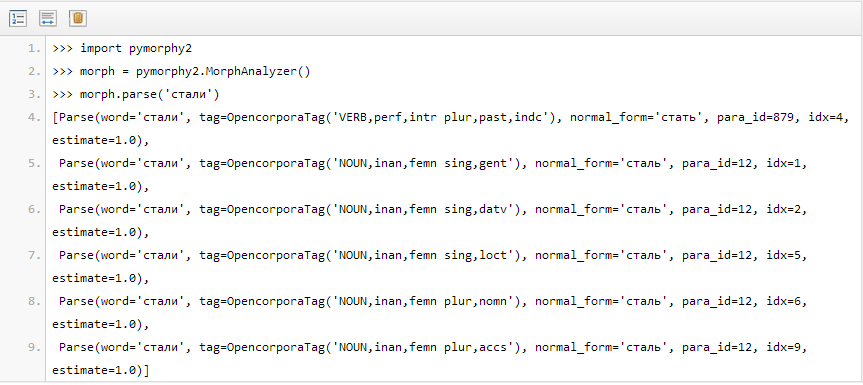 1. >>> import pymorphy2
2. >>> morph = pymorphy2.MorphAnalyzer()
3. >>> morph.parse('стали')
4. [Parse(word='стали', tag=OpencorporaTag('VERB,perf,intr plur,past,indc'), normal_form='стать', para_id=879, idx=4,
estimate=1.0),
5.  Parse(word='стали', tag=OpencorporaTag('NOUN,inan,femn sing,gent'), normal_form='сталь', para_id=12, idx=1,
estimate=1.0),
6.  Parse(word='стали', tag=OpencorporaTag('NOUN,inan,femn sing,datv'), normal_form='сталь', para_id=12, idx=2,
estimate=1.0),
7.  Parse(word='стали', tag=OpencorporaTag('NOUN,inan,femn sing,loct'), normal_form='сталь', para_id=12, idx=5,
estimate=1.0),
8.  Parse(word='стали', tag=OpencorporaTag('NOUN,inan,femn plur,nomn'), normal_form='сталь', para_id=12, idx=6,
estimate=1.0),
9.  Parse(word='стали', tag=OpencorporaTag('NOUN,inan,femn plur,accs'), normal_form='сталь', para_id=12, idx=9,
estimate=1.0)]